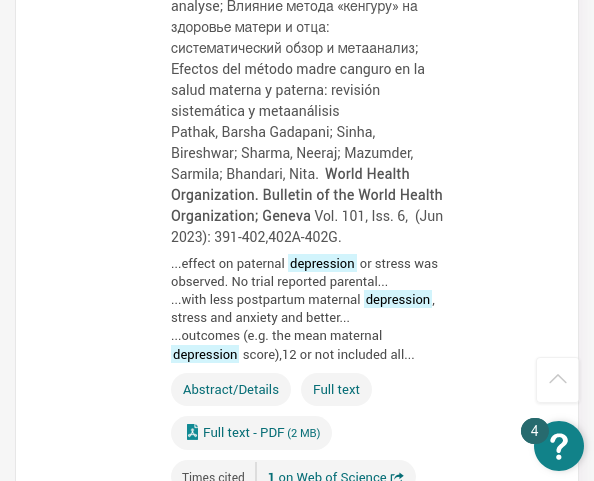 analyse; Влияние метода «кенгуру» на
здоровье матери и отца:
систематический обзор и метаанализ;
Efectos del método madre canguro en la
salud materna y paterna: revisión
sistemática y metaanálisis
Pathak, Barsha Gadapani; Sinha,
Bireshwar; Sharma, Neeraj; Mazumder,
Sarmila; Bhandari, Nita. World Health
Organization. Bulletin of the World Health
Organization; Geneva Vol. 101, Iss. 6, (Jun
2023): 391-402,402A-402G.
...effect on paternal depression or stress was
observed. No trial reported parental...
...with less postpartum maternal depression,
stress and anxiety and better...
...outcomes (e.g. the mean maternal
depression score),12 or not included all...
Abstract/Details Full text
Full text - PDF (2 MB)
4
?
Times cited 1 on Web of Science